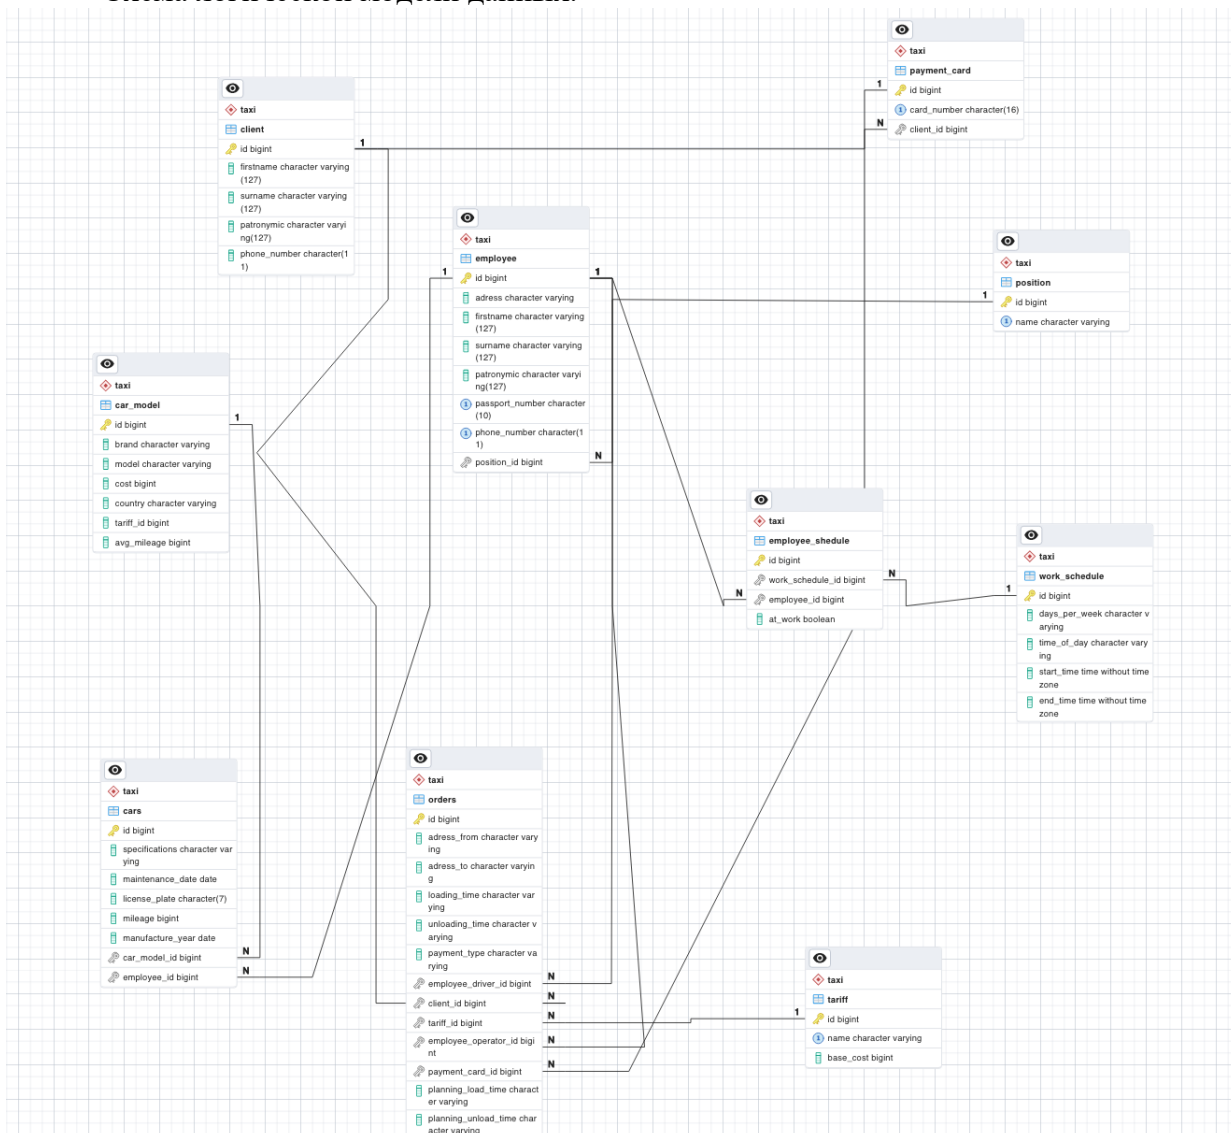 taxi
payment_card
1
id bigint
card_number character(16)
N
client_id bigint
taxi
client
id bigint
1
firstname character varying
(127)
surname character varying
(127)
patronymic character varyi
ng(127)
phone_number character(1
1)
taxi
employee
1
id bigint
1
adress character varying
firstname character varying
(127)
surname character varying
(127)
patronymic character varyi
ng(127)
passport_number character
(10)
phone_number character(1
1)
position_id bigint
N
taxi
position
1
id bigint
name character varying
taxi
car_model
id bigint
1
brand character varying
model character varying
cost bigint
country character varying
tariff_id bigint
avg_mileage bigint
taxi
employee_shedule
id bigint
work_schedule_id bigint
N
N
employee_id bigint
at_work boolean
taxi
work_schedule
1
id bigint
days_per_week character v
arying
time_of_day character vary
ing
start_time time without time
zone
end_time time without time
zone
taxi
cars
id bigint
specifications character var
ying
maintenance_date date
license_plate character(7)
mileage bigint
manufacture_year date
car_model_id bigint
N
employee_id bigint
N
taxi
orders
id bigint
adress_from character vary
ing
adress_to character varyin
g
loading_time character var
ying
unloading_time character v
arying
payment_type character va
rying
employee_driver_id bigint
N
client_id bigint
N
tariff_id bigint
N
employee_operator_id bigi
nt
N
payment_card_id bigint
N
planning_load_time charact
er varying
planning_unload_time char
acter varying
taxi
tariff
1
id bigint
name character varying
base_cost bigint